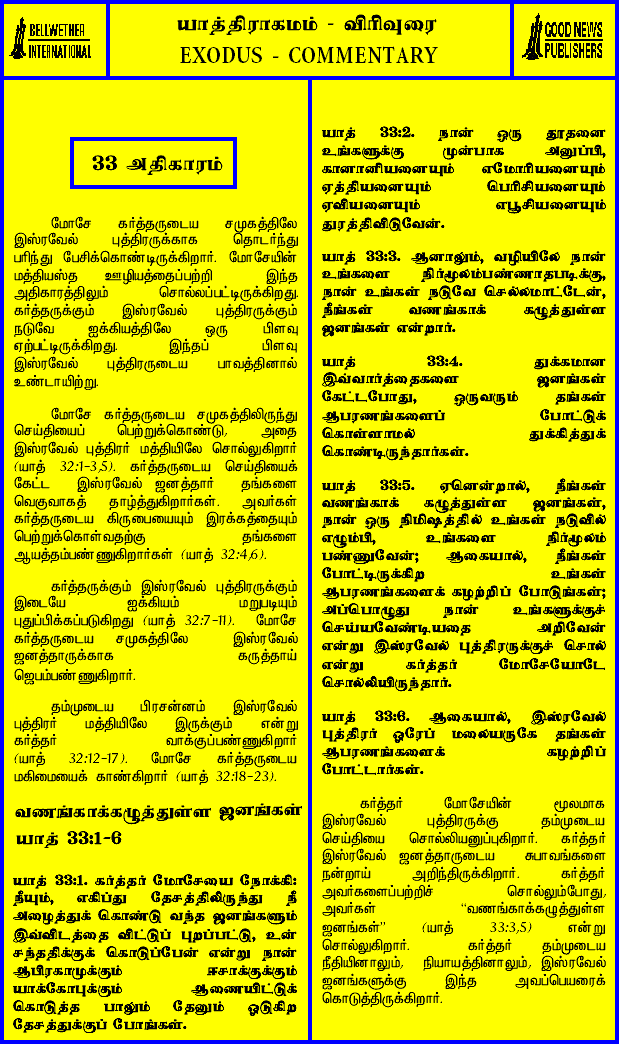 BELLWETHER
INTERNATIONAL
யாத்திராகமம் - விரிவுரை
EXODUS - COMMENTARY
GOOD NEWS
PUBLISHERS
33 அதிகாரம்
மோசே கர்த்தருடைய சமுகத்திலே
இஸ்ரவேல் புத்திரருக்காக தொடர்ந்து
பரிந்து பேசிக்கொண்டிருக்கிறார். மோசேயின்
மத்தியஸ்த ஊழியத்தைப்பற்றி இந்த
அதிகாரத்திலும் சொல்லப்பட்டிருக்கிறது.
கர்த்தருக்கும் இஸ்ரவேல் புத்திரருக்கும்
நடுவே ஐக்கியத்திலே ஒரு பிளவு
ஏற்பட்டிருக்கிறது. இந்தப் பிளவு
இஸ்ரவேல் புத்திரருடைய பாவத்தினால்
உண்டாயிற்று.
மோசே கர்த்தருடைய சமுகத்திலிருந்து
செய்தியைப் பெற்றுக்கொண்டு, அதை
இஸ்ரவேல் புத்திரர் மத்தியிலே சொல்லுகிறார்
(யாத் 32:1-3,5). கர்த்தருடைய செய்தியைக்
கேட்ட இஸ்ரவேல் ஜனத்தார் தங்களை
வெகுவாகத் தாழ்த்துகிறார்கள். அவர்கள்
கர்த்தருடைய கிருபையையும் இரக்கத்தையும்
பெற்றுக்கொள்வதற்கு தங்களை
ஆயத்தம்பண்ணுகிறார்கள் (யாத் 32:4,6).
கர்த்தருக்கும் இஸ்ரவேல் புத்திரருக்கும்
இடையே ஐக்கியம் மறுபடியும்
புதுப்பிக்கப்படுகிறது (யாத் 32:7-11). மோசே
கர்த்தருடைய சமுகத்திலே இஸ்ரவேல்
ஜனத்தாருக்காக கருத்தாய்
ஜெபம்பண்ணுகிறார்.
தம்முடைய பிரசன்னம் இஸ்ரவேல்
புத்திரர் மத்தியிலே இருக்கும் என்று
கர்த்தர் வாக்குப்பண்ணுகிறார்
(யாத் 32:12-17). மோசே கர்த்தருடைய
மகிமையைக் காண்கிறார் (யாத் 32:18-23).
வணங்காக்கழுத்துள்ள ஜனங்கள்
யாத் 33:1-6
யாத் 33:1. கர்த்தர் மோசேயை நோக்கி:
நீயும், எகிப்து தேசத்திலிருந்து நீ
அழைத்துக் கொண்டு வந்த ஜனங்களும்
இவ்விடத்தை விட்டுப் புறப்பட்டு, உன்
சந்ததிக்குக் கொடுப்பேன் என்று நான்
ஆபிரகாமுக்கும் ஈசாக்குக்கும்
யாக்கோபுக்கும் ஆணையிட்டுக்
கொடுத்த பாலும் தேனும் ஓடுகிற
தேசத்துக்குப் போங்கள்.
யாத் 33:2. நான் ஒரு தூதனை
உங்களுக்கு முன்பாக அனுப்பி,
கானானியனையும் எமோரியனையும்
ஏத்தியனையும் பெரிசியனையும்
ஏவியனையும் எபூசியனையும்
துரத்திவிடுவேன்.
யாத் 33:3. ஆனாலும், வழியிலே நான்
உங்களை நிர்மூலம்பண்ணாதபடிக்கு,
நான் உங்கள் நடுவே செல்லமாட்டேன்,
நீங்கள் வணங்காக் கழுத்துள்ள
ஜனங்கள் என்றார்.
யாத் 33:4. துக்கமான
இவ்வார்த்தைகளை ஜனங்கள்
கேட்டபோது, ஒருவரும் தங்கள்
ஆபரணங்களைப் போட்டுக்
கொள்ளாமல் துக்கித்துக்
கொண்டிருந்தார்கள்.
யாத் 33:5. ஏனென்றால், நீங்கள்
வணங்காக் கழுத்துள்ள ஜனங்கள்,
நான் ஒரு நிமிஷத்தில் உங்கள் நடுவில்
எழும்பி, உங்களை நிர்மூலம்
பண்ணுவேன்; ஆகையால், நீங்கள்
போட்டிருக்கிற உங்கள்
ஆபரணங்களைக் கழற்றிப் போடுங்கள்;
அப்பொழுது நான் உங்களுக்குச்
செய்யவேண்டியதை அறிவேன்
என்று இஸ்ரவேல் புத்திரருக்குச் சொல்
என்று கர்த்தர் மோசேயோடே
சொல்லியிருந்தார்.
யாத் 33:6. ஆகையால், இஸ்ரவேல்
புத்திரர் ஓரேப் மலையருகே தங்கள்
ஆபரணங்களைக் கழற்றிப்
போட்டார்கள்.
கர்த்தர் மோசேயின் மூலமாக
இஸ்ரவேல் புத்திரருக்கு தம்முடைய
செய்தியை சொல்லியனுப்புகிறார். கர்த்தர்
இஸ்ரவேல் ஜனத்தாருடைய சுபாவங்களை
நன்றாய் அறிந்திருக்கிறார். கர்த்தர்
அவர்களைப்பற்றிச் சொல்லும்போது,
அவர்கள் “வணங்காக்கழுத்துள்ள
ஜனங்கள்” (யாத் 33:3,5) என்று
சொல்லுகிறார். கர்த்தர் தம்முடைய
நீதியினாலும், நியாயத்தினாலும், இஸ்ரவேல்
ஜனங்களுக்கு இந்த அவப்பெயரைக்
கொடுத்திருக்கிறார்.